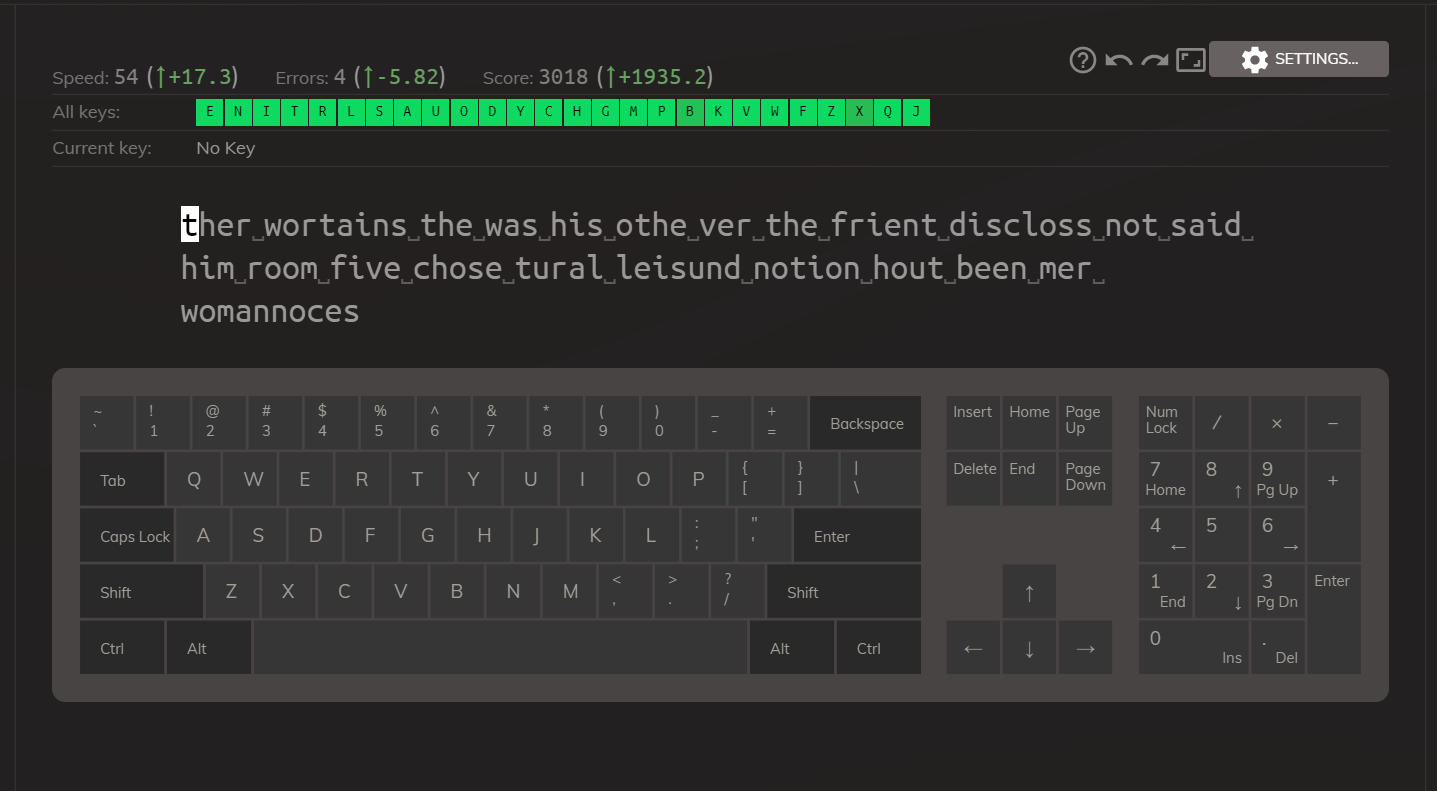 Speed: 54 (↑+17.3) Errors: 4 (↑-5.82) Score: 3018 (↑+1935.2) SETTINGS...
All keys: E N I T R L S A U O D Y C H G M P B K V W F Z X Q J
Current key: No Key
ther␣wortains␣the␣was␣his␣othe␣ver␣the␣frient␣discloss␣not␣said␣
him␣room␣five␣chose␣tural␣leisund␣notion␣hout␣been␣mer␣
womannoces
~ ! @ # $ % ^ & * ( ) _ + Insert Home Page Up Num Lock / × −
` 1 2 3 4 5 6 7 8 9 0 - = Backspace
Tab Q W E R T Y U I O P { [ } ] | \ Delete End Page Down 7 Home 8 ↑ 9 Pg Up +
Caps Lock A S D F G H J K L : ; " ' Enter 4 ← 5 6 →
Shift Z X C V B N M < , > . ? / Shift ↑ 1 End 2 ↓ 3 Pg Dn Enter
Ctrl Alt Alt Ctrl ← ↓ → 0 Ins . Del